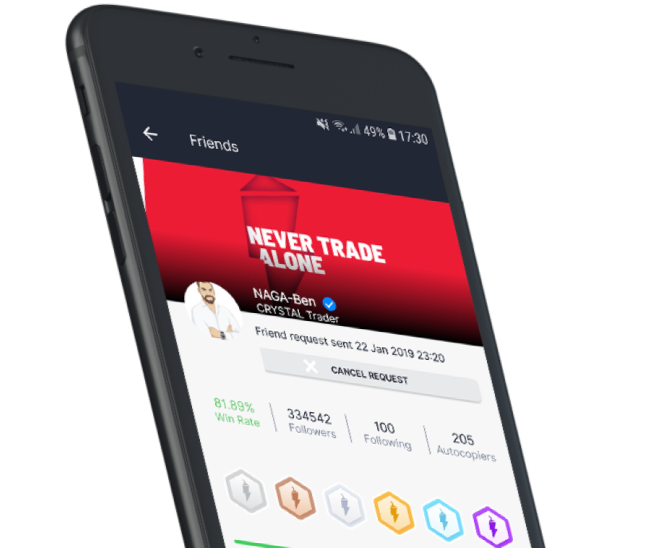 49% 17:30
Friends
NEVER TRADE
ALONE
NAGA-Ben
CRYSTAL Trader
Friend request sent 22 Jan 2019 23:20
CANCEL REQUEST
81.89% 334542 100 205
Win Rate Followers Following Autocopiers